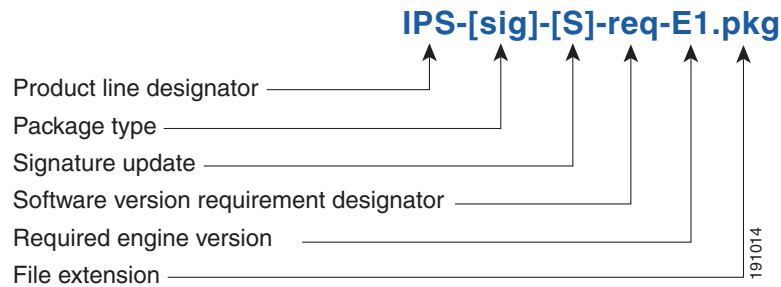 IPS-[sig]-[S]-req-E1.pkg
Product line designator
Package type
Signature update
Software version requirement designator
Required engine version
File extension
191014